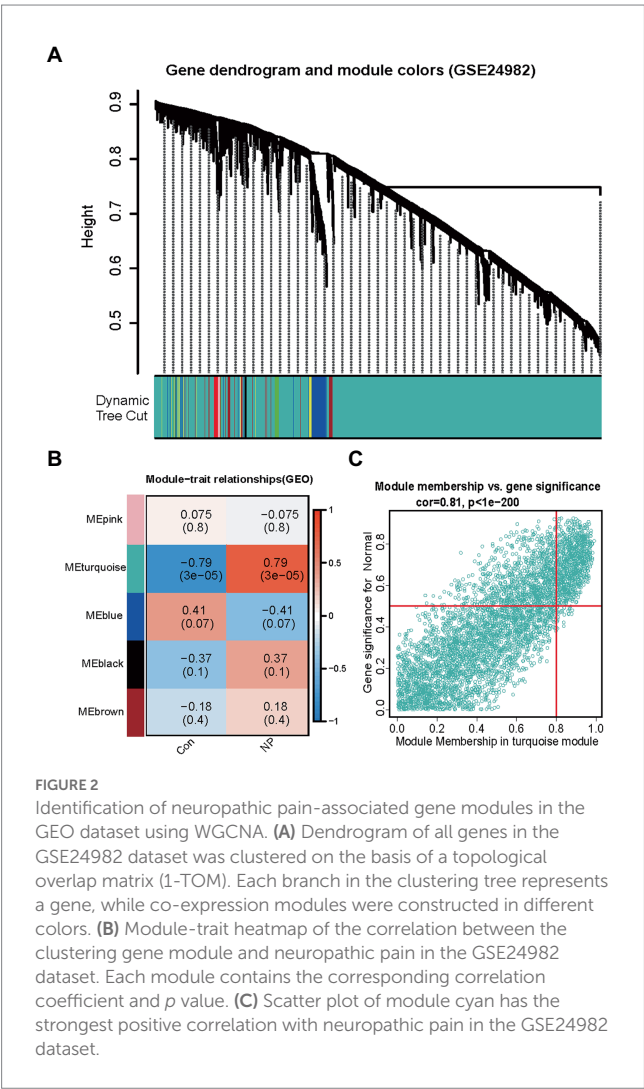 A
Gene dendrogram and module colors (GSE24982)
0.9
0.8
0.7
0.6
0.5
Height
Dynamic
Tree Cut
B
Module−trait relationships(GEO)
MEpink
0.075
(0.8)
−0.075
(0.8)
MEturquoise
−0.79
(3e−05)
0.79
(3e−05)
MEblue
0.41
(0.07)
−0.41
(0.07)
MEblack
−0.37
(0.1)
0.37
(0.1)
MEbrown
−0.18
(0.4)
0.18
(0.4)
Con
NP
1
0.5
0
−0.5
−1
C
Module membership vs. gene significance
cor=0.81, p<1e−200
Gene significance for Normal
0.8
0.6
0.4
0.2
0.0
0.0 0.2 0.4 0.6 0.8 1.0
Module Membership in turquoise module
FIGURE 2
Identification of neuropathic pain-associated gene modules in the
GEO dataset using WGCNA. (A) Dendrogram of all genes in the
GSE24982 dataset was clustered on the basis of a topological
overlap matrix (1-TOM). Each branch in the clustering tree represents
a gene, while co-expression modules were constructed in different
colors. (B) Module-trait heatmap of the correlation between the
clustering gene module and neuropathic pain in the GSE24982
dataset. Each module contains the corresponding correlation
coefficient and p value. (C) Scatter plot of module cyan has the
strongest positive correlation with neuropathic pain in the GSE24982
dataset.